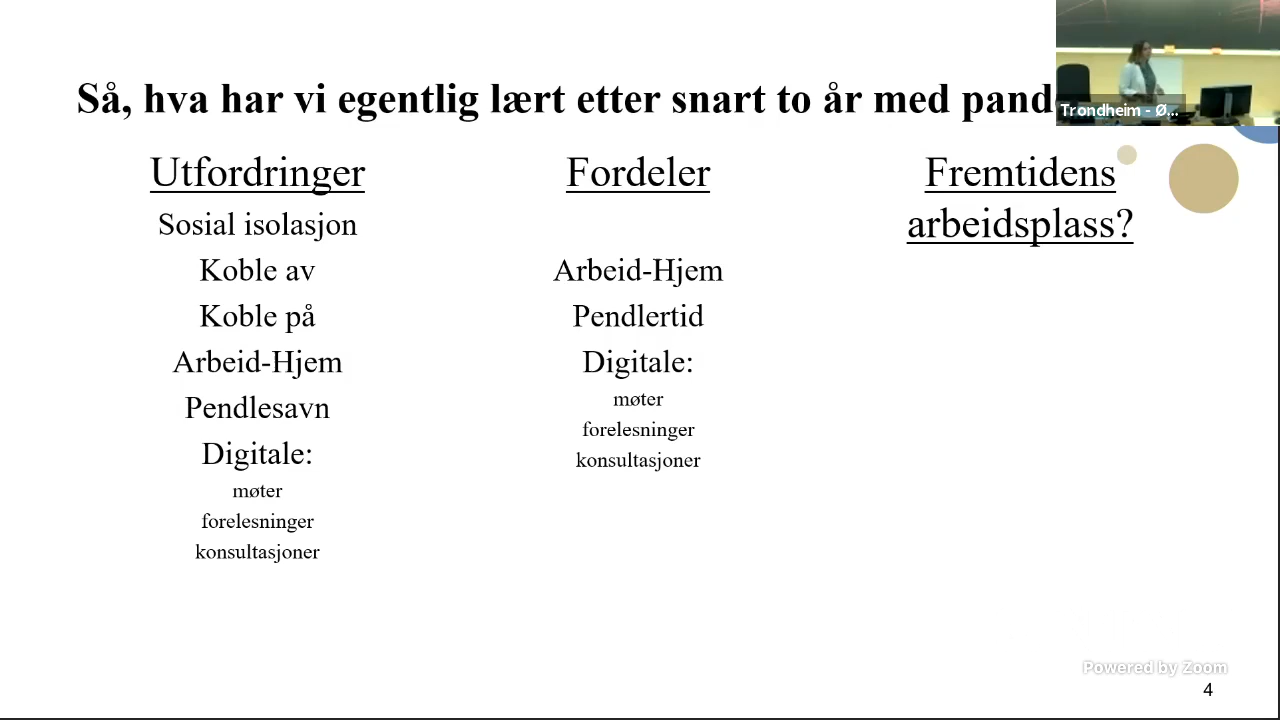 Så, hva har vi egentlig lært etter snart to år med pand
Trondheim - Ø...
Utfordringer
Sosial isolasjon
Koble av
Koble på
Arbeid-Hjem
Pendlesavn
Digitale:
møter
forelesninger
konsultasjoner
Fordeler
Arbeid-Hjem
Pendlertid
Digitale:
møter
forelesninger
konsultasjoner
Fremtidens
arbeidsplass?
Powered by Zoom
4